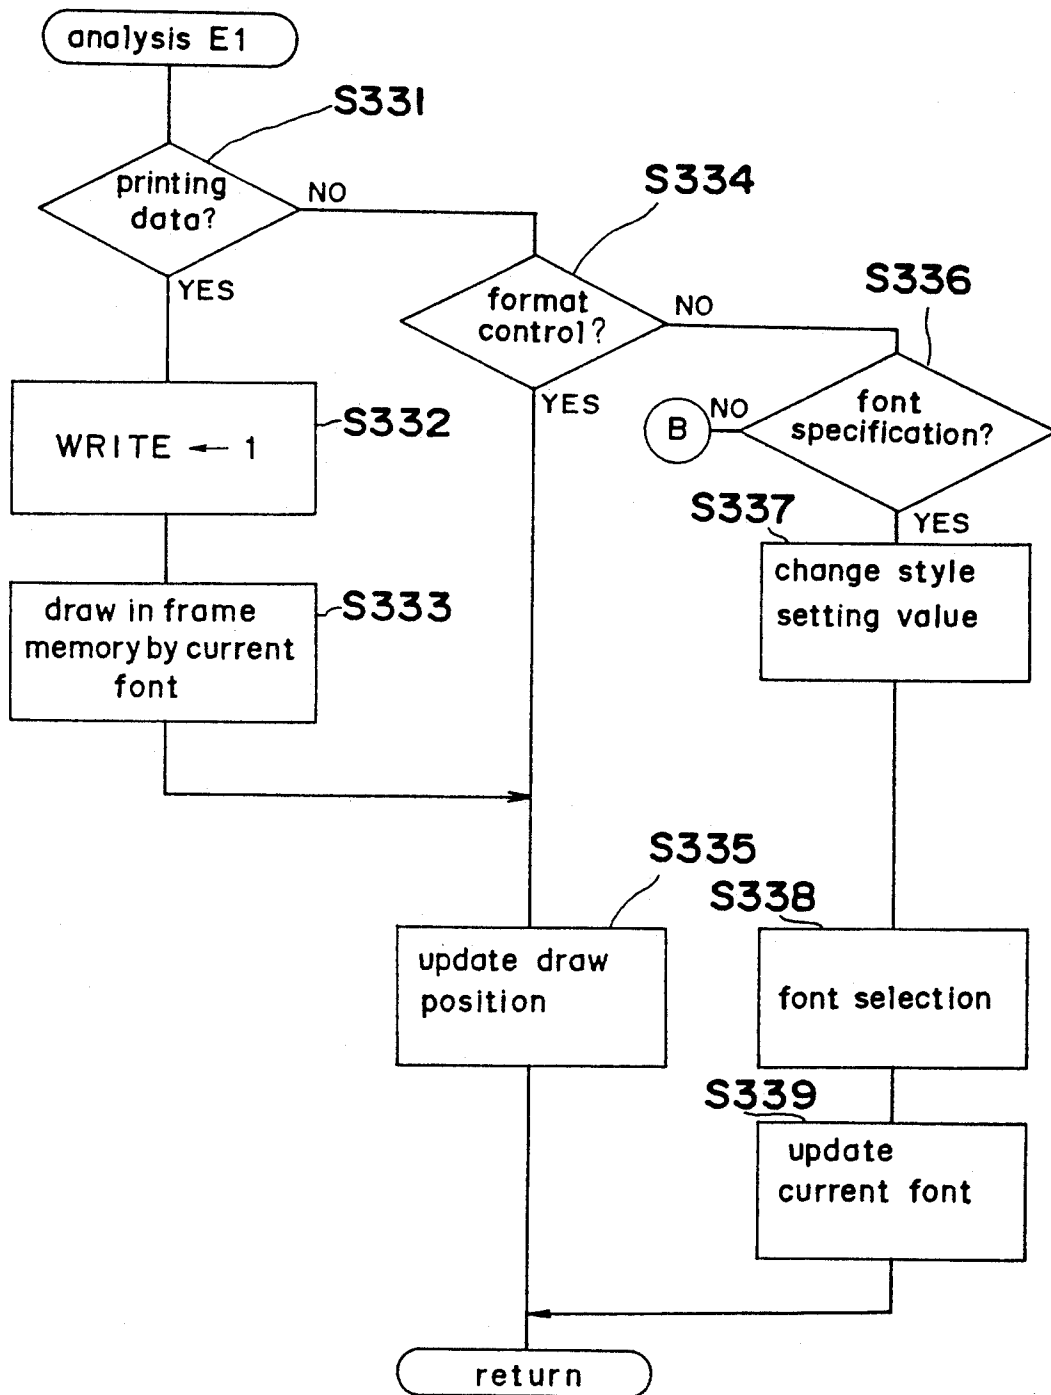 analysis E1
S331
printing
data?
NO
YES
S334
format
control?
NO
YES
S336
font
specification?
NO
B
YES
S332
WRITE ← 1
S337
change style
setting value
S333
draw in frame
memory by current
font
S335
update draw
position
S338
font selection
S339
update
current font
return